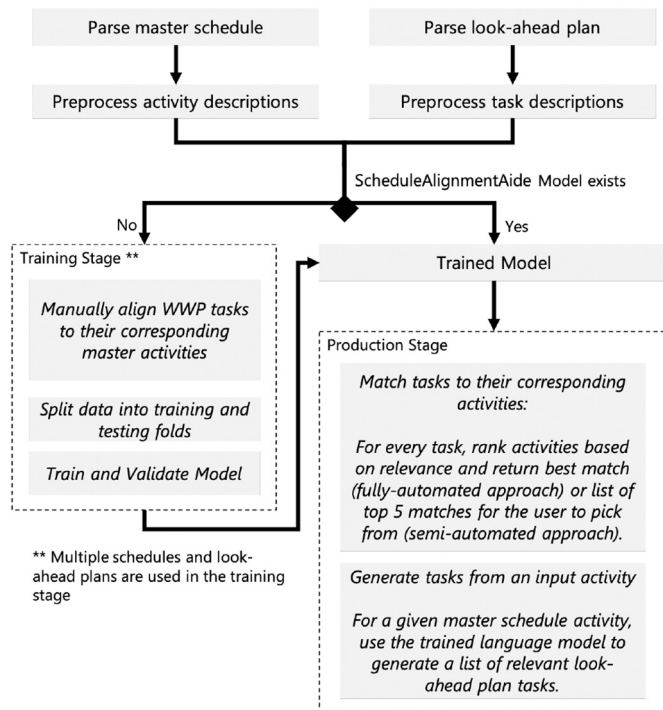 Parse master schedule
Parse look-ahead plan
Preprocess activity descriptions
Preprocess task descriptions
ScheduleAlignmentAide Model exists
No
Yes
Training Stage **
Manually align WWP tasks
to their corresponding
master activities
Split data into training and
testing folds
Train and Validate Model
** Multiple schedules and look-
ahead plans are used in the training
stage
Trained Model
Production Stage
Match tasks to their corresponding
activities:
For every task, rank activities based
on relevance and return best match
(fully-automated approach) or list of
top 5 matches for the user to pick
from (semi-automated approach).
Generate tasks from an input activity
For a given master schedule activity,
use the trained language model to
generate a list of relevant look-
ahead plan tasks.